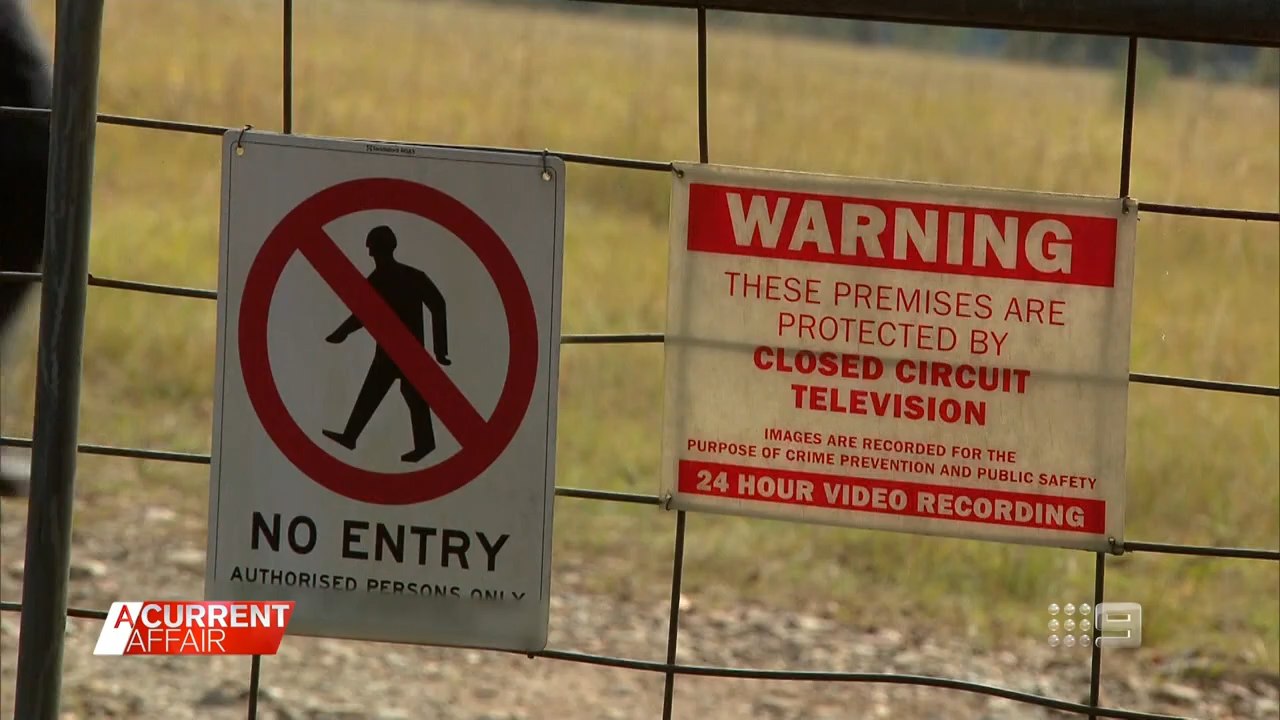 NO ENTRY
AUTHORISED PERSONS ONLY
WARNING
THESE PREMISES ARE
PROTECTED BY
CLOSED CIRCUIT
TELEVISION
IMAGES ARE RECORDED FOR THE
PURPOSE OF CRIME PREVENTION AND PUBLIC SAFETY
24 HOUR VIDEO RECORDING
A CURRENT
AFFAIR
9